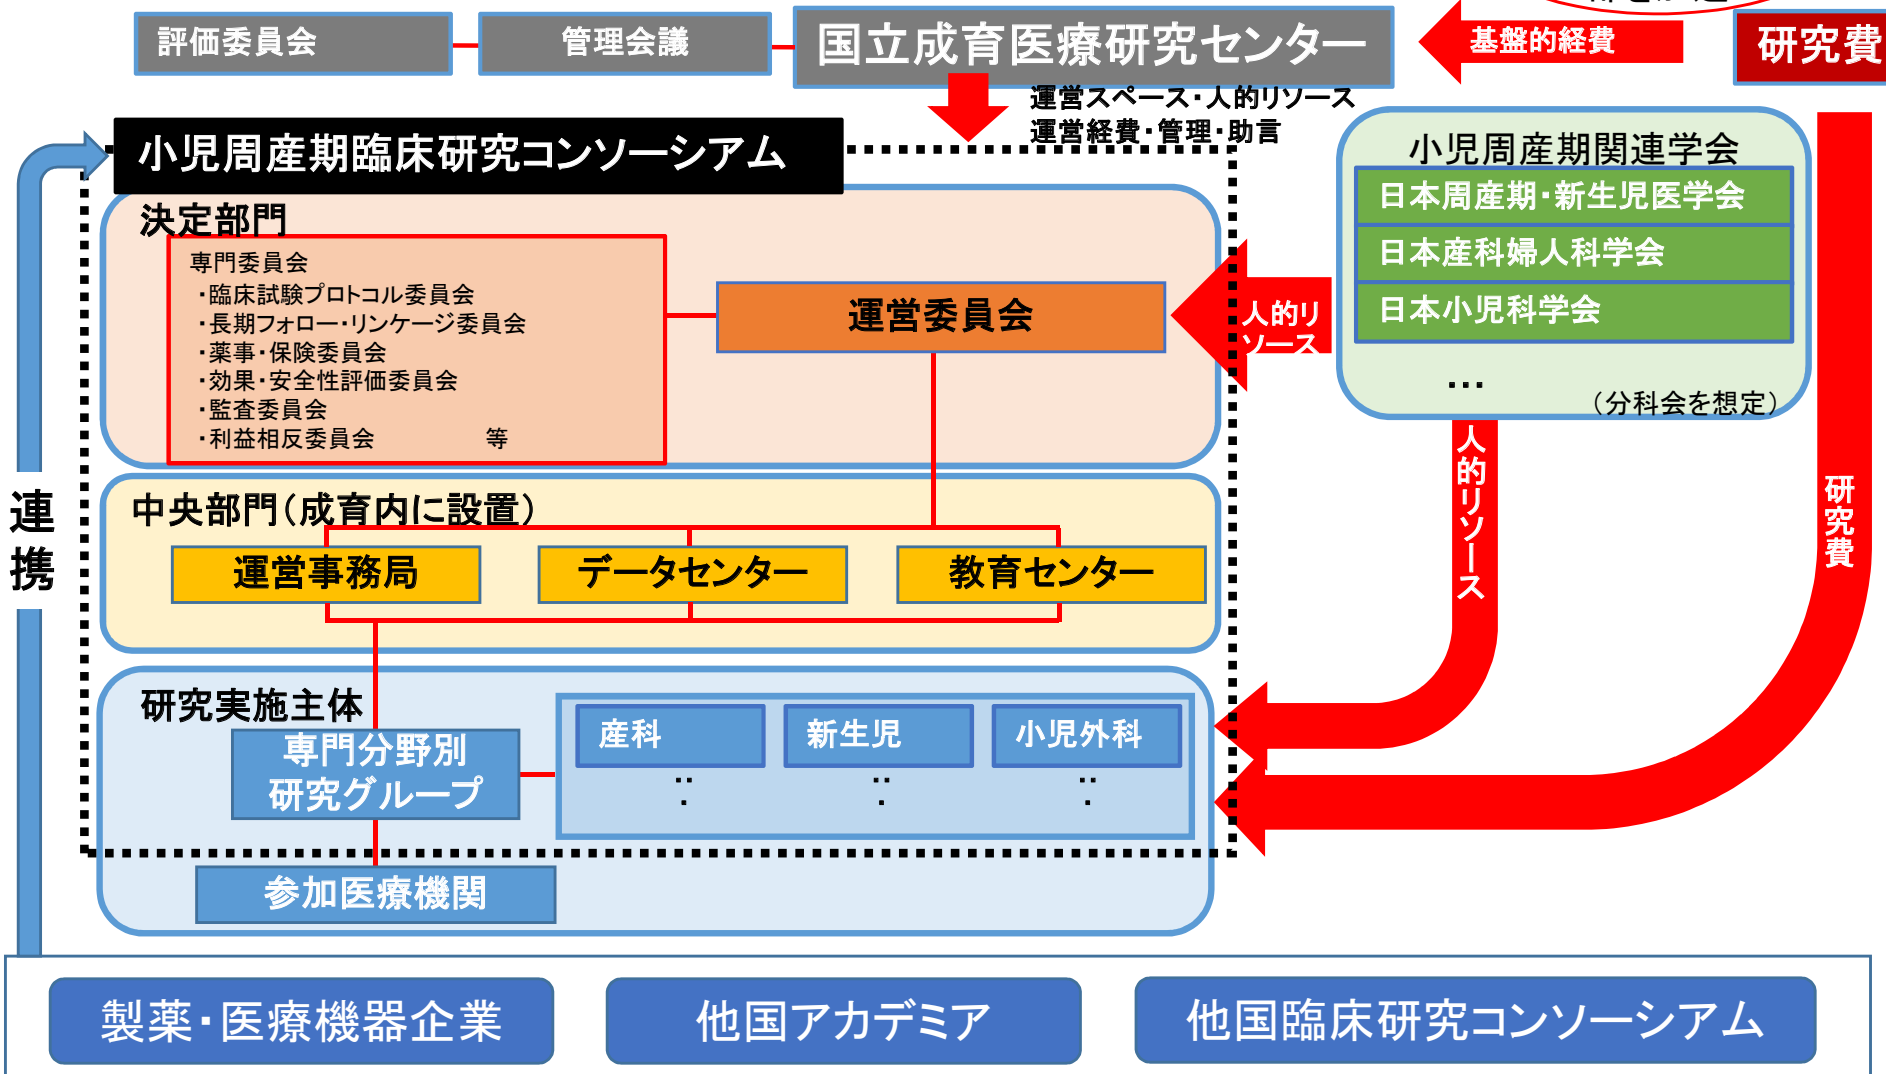 評価委員会
管理会議
国立成育医療研究センター
基盤的経費
研究費
運営スペース・人的リソース
運営経費・管理・助言
小児周産期臨床研究コンソーシアム
小児周産期関連学会
日本周産期・新生児医学会
日本産科婦人科学会
日本小児科学会
…
（分科会を想定）
決定部門
専門委員会
・臨床試験プロトコル委員会
・長期フォロー・リンケージ委員会
・薬事・保険委員会
・効果・安全性評価委員会
・監査委員会
・利益相反委員会 等
運営委員会
人的リ
ソース
人的リソース
研究費
連携
中央部門（成育内に設置）
運営事務局
データセンター
教育センター
研究実施主体
専門分野別
研究グループ
産科
新生児
小児外科
参加医療機関
製薬・医療機器企業
他国アカデミア
他国臨床研究コンソーシアム